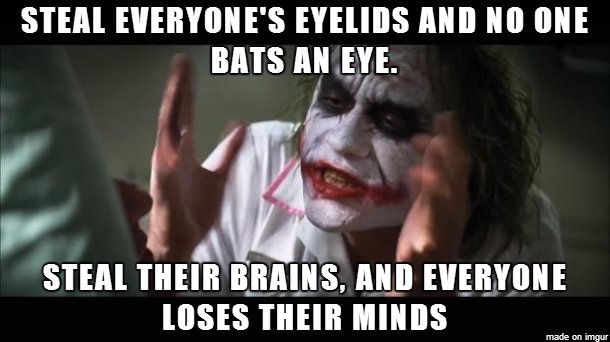 STEAL EVERYONE'S EYELIDS AND NO ONE
BATS AN EYE.
STEAL THEIR BRAINS, AND EVERYONE
LOSES THEIR MINDS
made on imgur